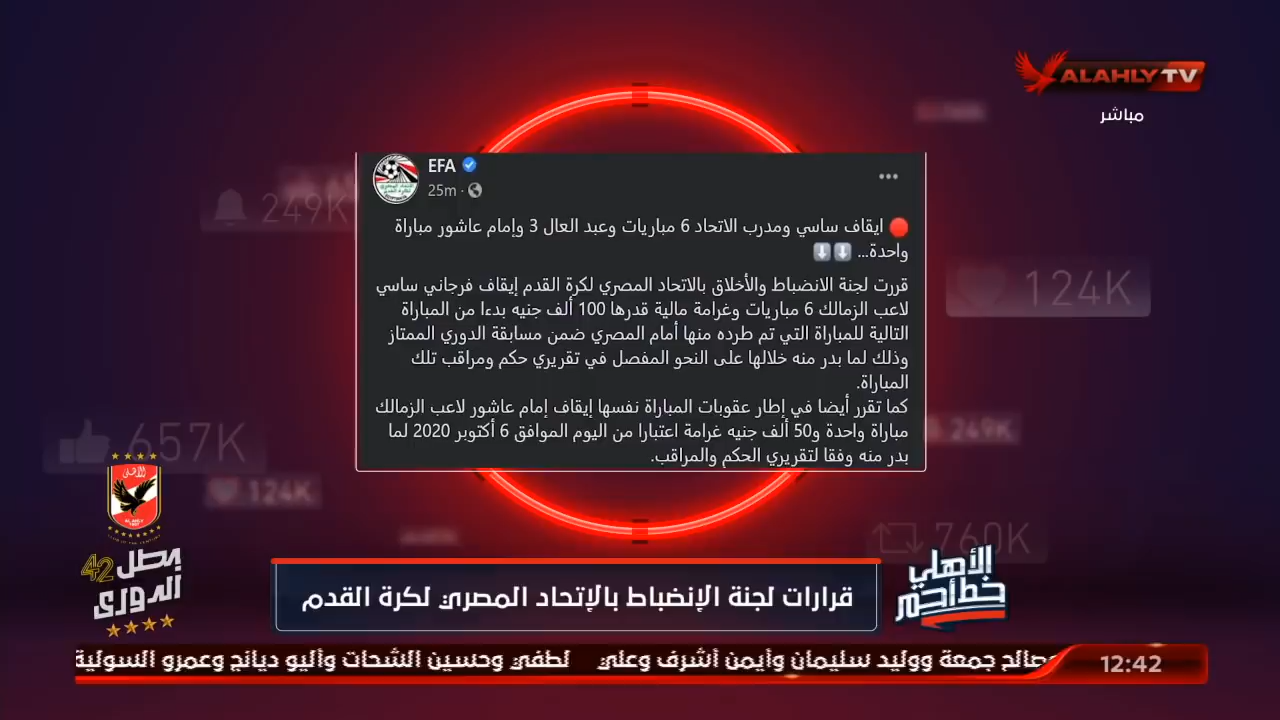 ALAHLY TV
مباشر
EFA
25m
🔴 ايقاف ساسي ومدرب الاتحاد 6 مباريات وعبد العال 3 وإمام عاشور مباراة
واحدة... ⬇️⬇️
قررت لجنة الانضباط والأخلاق بالاتحاد المصري لكرة القدم إيقاف فرجاني ساسي
لاعب الزمالك 6 مباريات وغرامة مالية قدرها 100 ألف جنيه بدءا من المباراة
التالية للمباراة التي تم طرده منها أمام المصري ضمن مسابقة الدوري الممتاز
وذلك لما بدر منه خلالها على النحو المفصل في تقريري حكم ومراقب تلك
المباراة.
كما تقرر أيضا في إطار عقوبات المباراة نفسها إيقاف إمام عاشور لاعب الزمالك
مباراة واحدة و50 ألف جنيه غرامة اعتبارا من اليوم الموافق 6 أكتوبر 2020 لما
بدر منه وفقا لتقريري الحكم والمراقب.
249K
124K
657K
249K
124K
760K
الأهلي
AL AHLY
بطل 42
الدوري
الأهلي
خط أحمر
قرارات لجنة الإنضباط بالإتحاد المصري لكرة القدم
صالح جمعة ووليد سليمان وأيمن أشرف وعلي لطفي وحسين الشحات وأليو ديانج وعمرو السولية
12:42